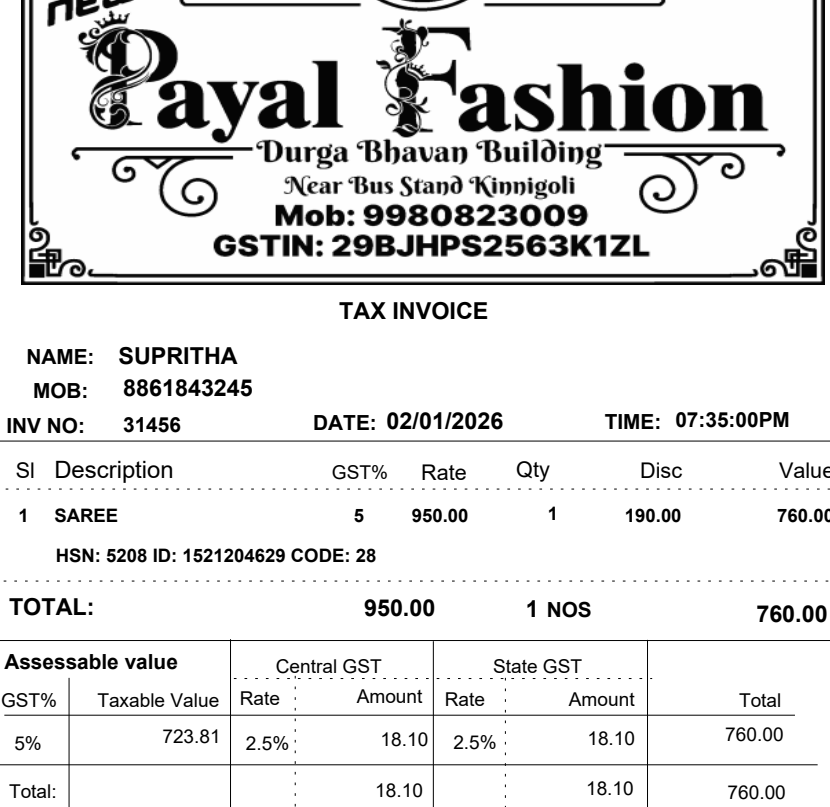 new
Payal Fashion
Durga Bhavan Building
Near Bus Stand Kinnigoli
Mob: 9980823009
GSTIN: 29BJHPS2563K1ZL
TAX INVOICE
NAME: SUPRITHA
MOB: 8861843245
INV NO: 31456 DATE: 02/01/2026 TIME: 07:35:00PM
Sl Description GST% Rate Qty Disc Value
1 SAREE 5 950.00 1 190.00 760.00
HSN: 5208 ID: 1521204629 CODE: 28
TOTAL: 950.00 1 NOS 760.00
Assessable value Central GST State GST
GST% Taxable Value Rate Amount Rate Amount Total
5% 723.81 2.5% 18.10 2.5% 18.10 760.00
Total: 18.10 18.10 760.00